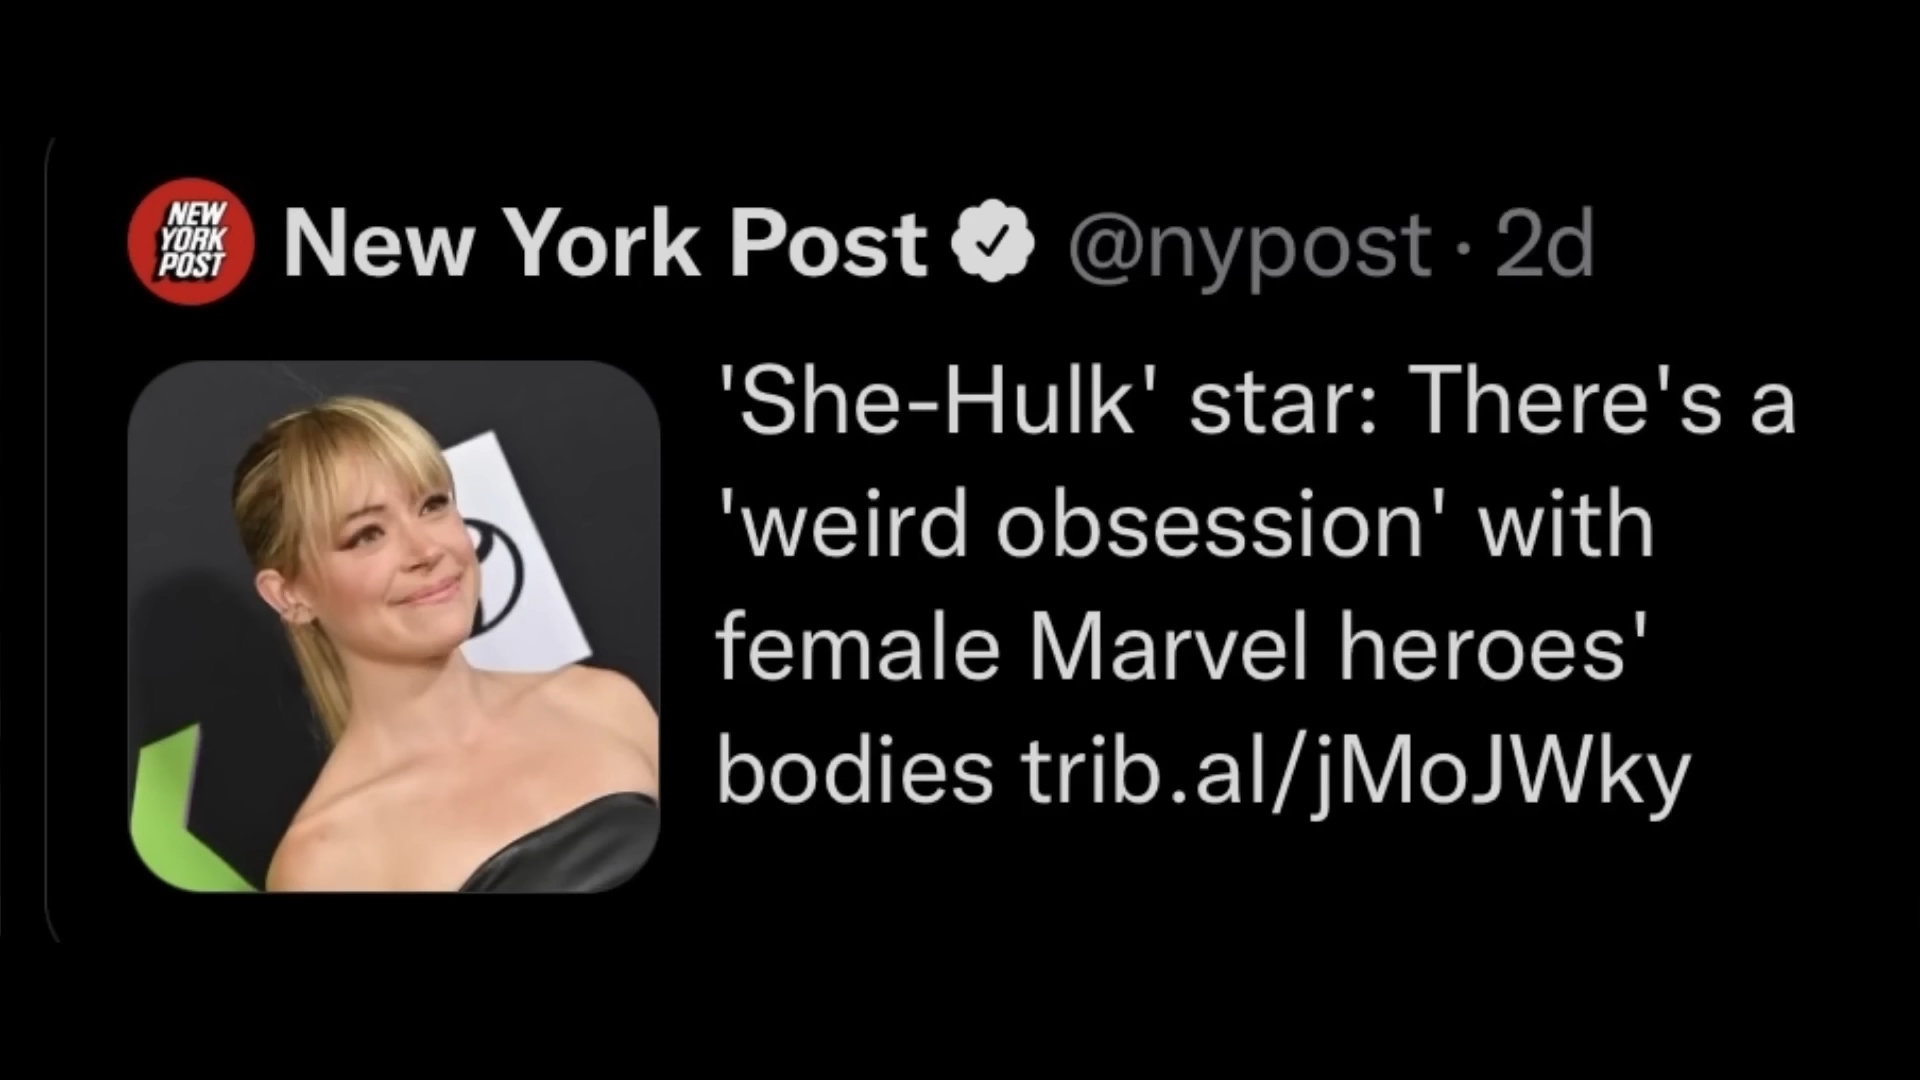 NEW
YORK
POST
New York Post @nypost · 2d
'She-Hulk' star: There's a
'weird obsession' with
female Marvel heroes'
bodies trib.al/jMoJWky